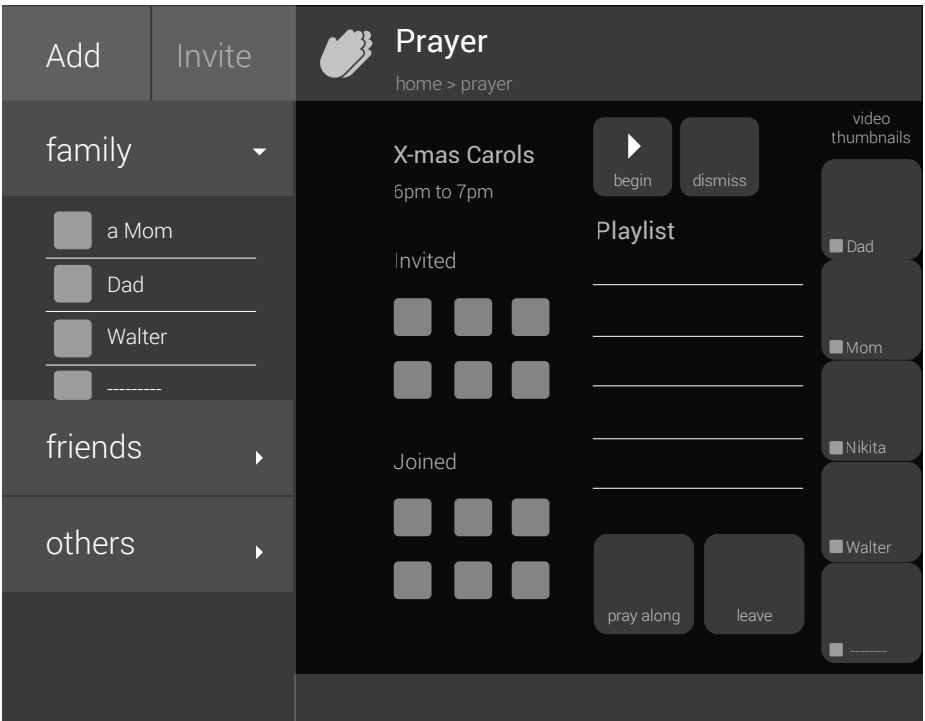 Add
Invite
family
a Mom
Dad
Walter
---------
friends
others
Prayer
home > prayer
X-mas Carols
6pm to 7pm
Invited
Joined
begin
dismiss
Playlist
pray along
leave
video
thumbnails
Dad
Mom
Nikita
Walter
--------